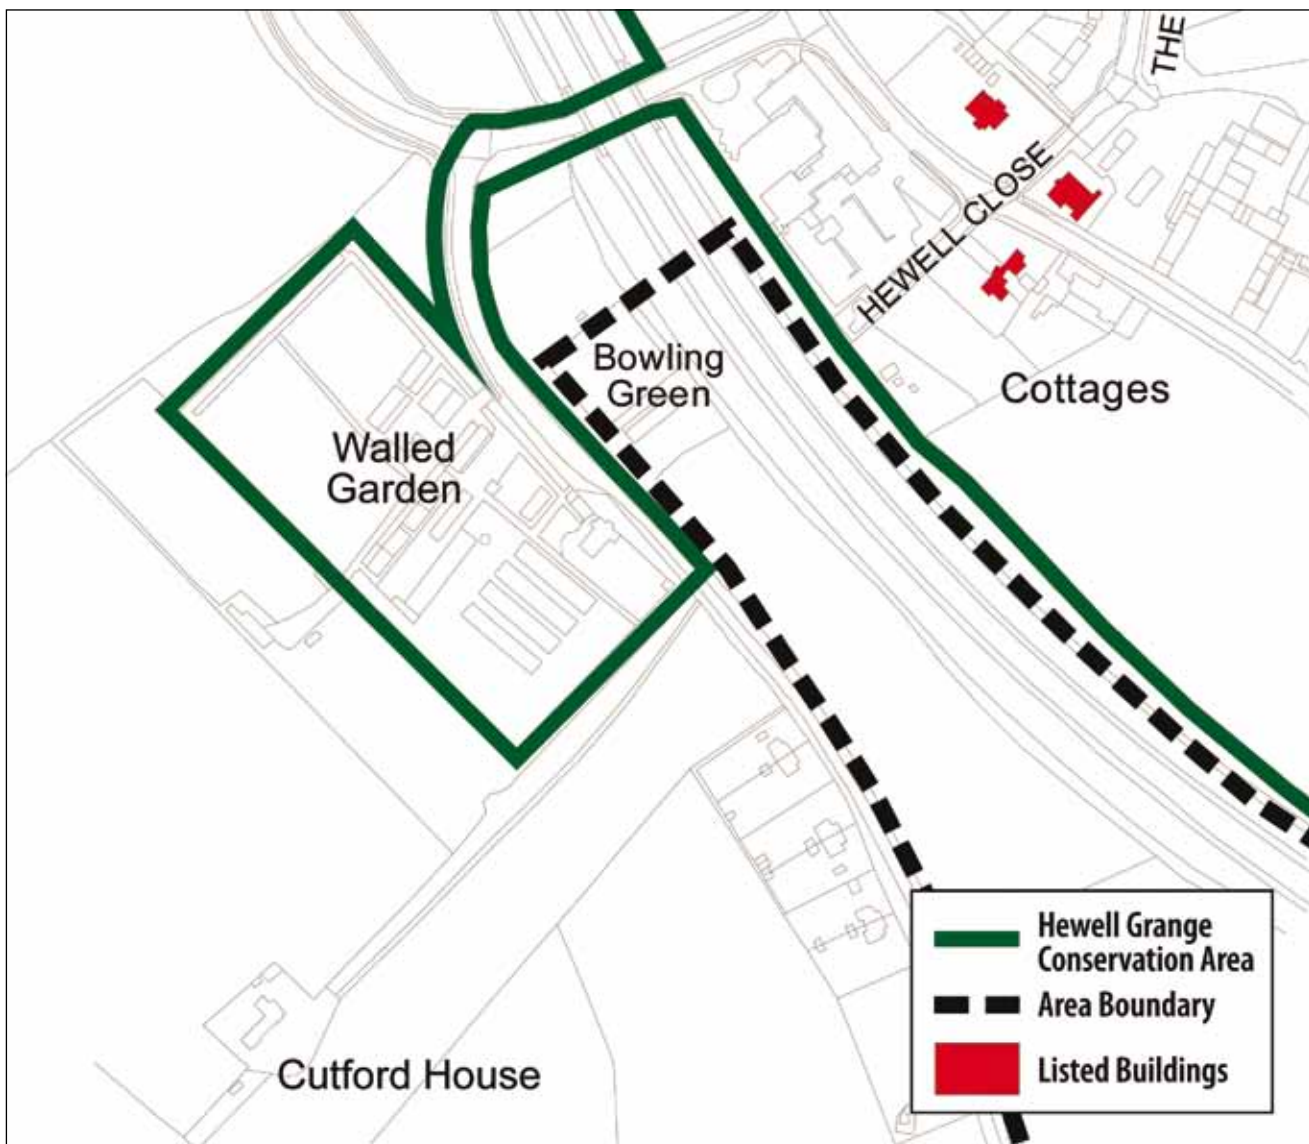 THE
HEWELL CLOSE
Bowling
Green
Cottages
Walled
Garden
Cutford House
Hewell Grange
Conservation Area
Area Boundary
Listed Buildings